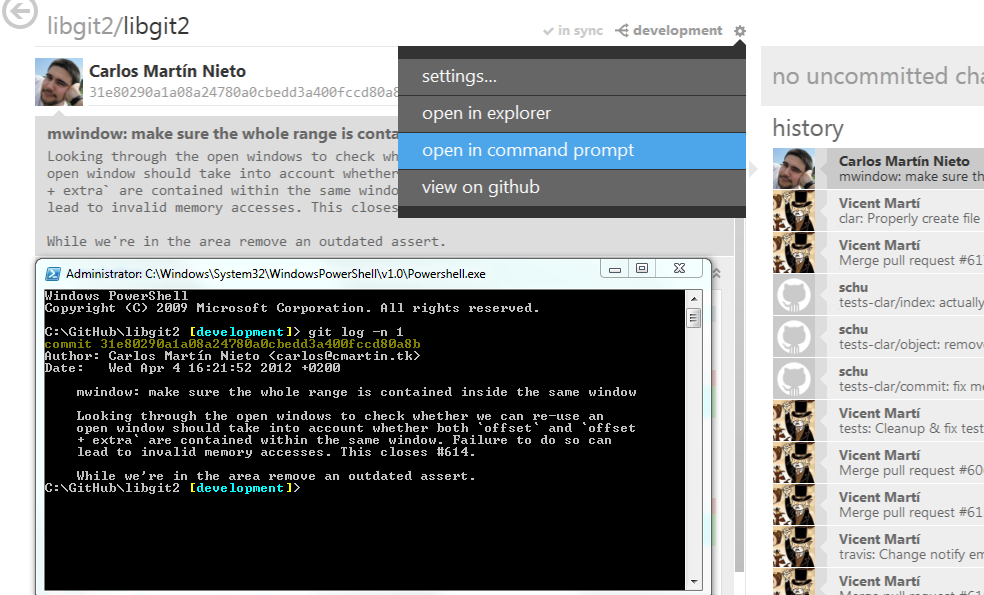 libgit2/libgit2
in sync
development
Carlos Martín Nieto
31e80290a1a08a24780a0cbedd3a400fccd80a8
settings...
open in explorer
open in command prompt
view on github
mwindow: make sure the whole range is conta
Looking through the open windows to check wh
open window should take into account whether
+ extra` are contained within the same windo
lead to invalid memory accesses. This closes
While we're in the area remove an outdated assert.
Administrator: C:\Windows\System32\WindowsPowerShell\v1.0\Powershell.exe
Windows PowerShell
Copyright (C) 2009 Microsoft Corporation. All rights reserved.
C:\GitHub\libgit2 [development]> git log -n 1
commit 31e80290a1a08a24780a0cbedd3a400fccd80a8b
Author: Carlos Martín Nieto <carlos@cmartin.tk>
Date:   Wed Apr 4 16:21:52 2012 +0200
mwindow: make sure the whole range is contained inside the same window
Looking through the open windows to check whether we can re-use an
open window should take into account whether both `offset` and `offset
+ extra` are contained within the same window. Failure to do so can
lead to invalid memory accesses. This closes #614.
While we're in the area remove an outdated assert.
C:\GitHub\libgit2 [development]>
no uncommitted cha
history
Carlos Martín Nieto
mwindow: make sure th
Vicent Martí
clar: Properly create file
Vicent Martí
Merge pull request #617
schu
tests-clar/index: actually
schu
tests-clar/object: remove
schu
tests-clar/commit: fix me
Vicent Martí
tests: Cleanup & fix test
Vicent Martí
Merge pull request #60
Vicent Martí
Merge pull request #61
Vicent Martí
travis: Change notify em
Vicent Martí